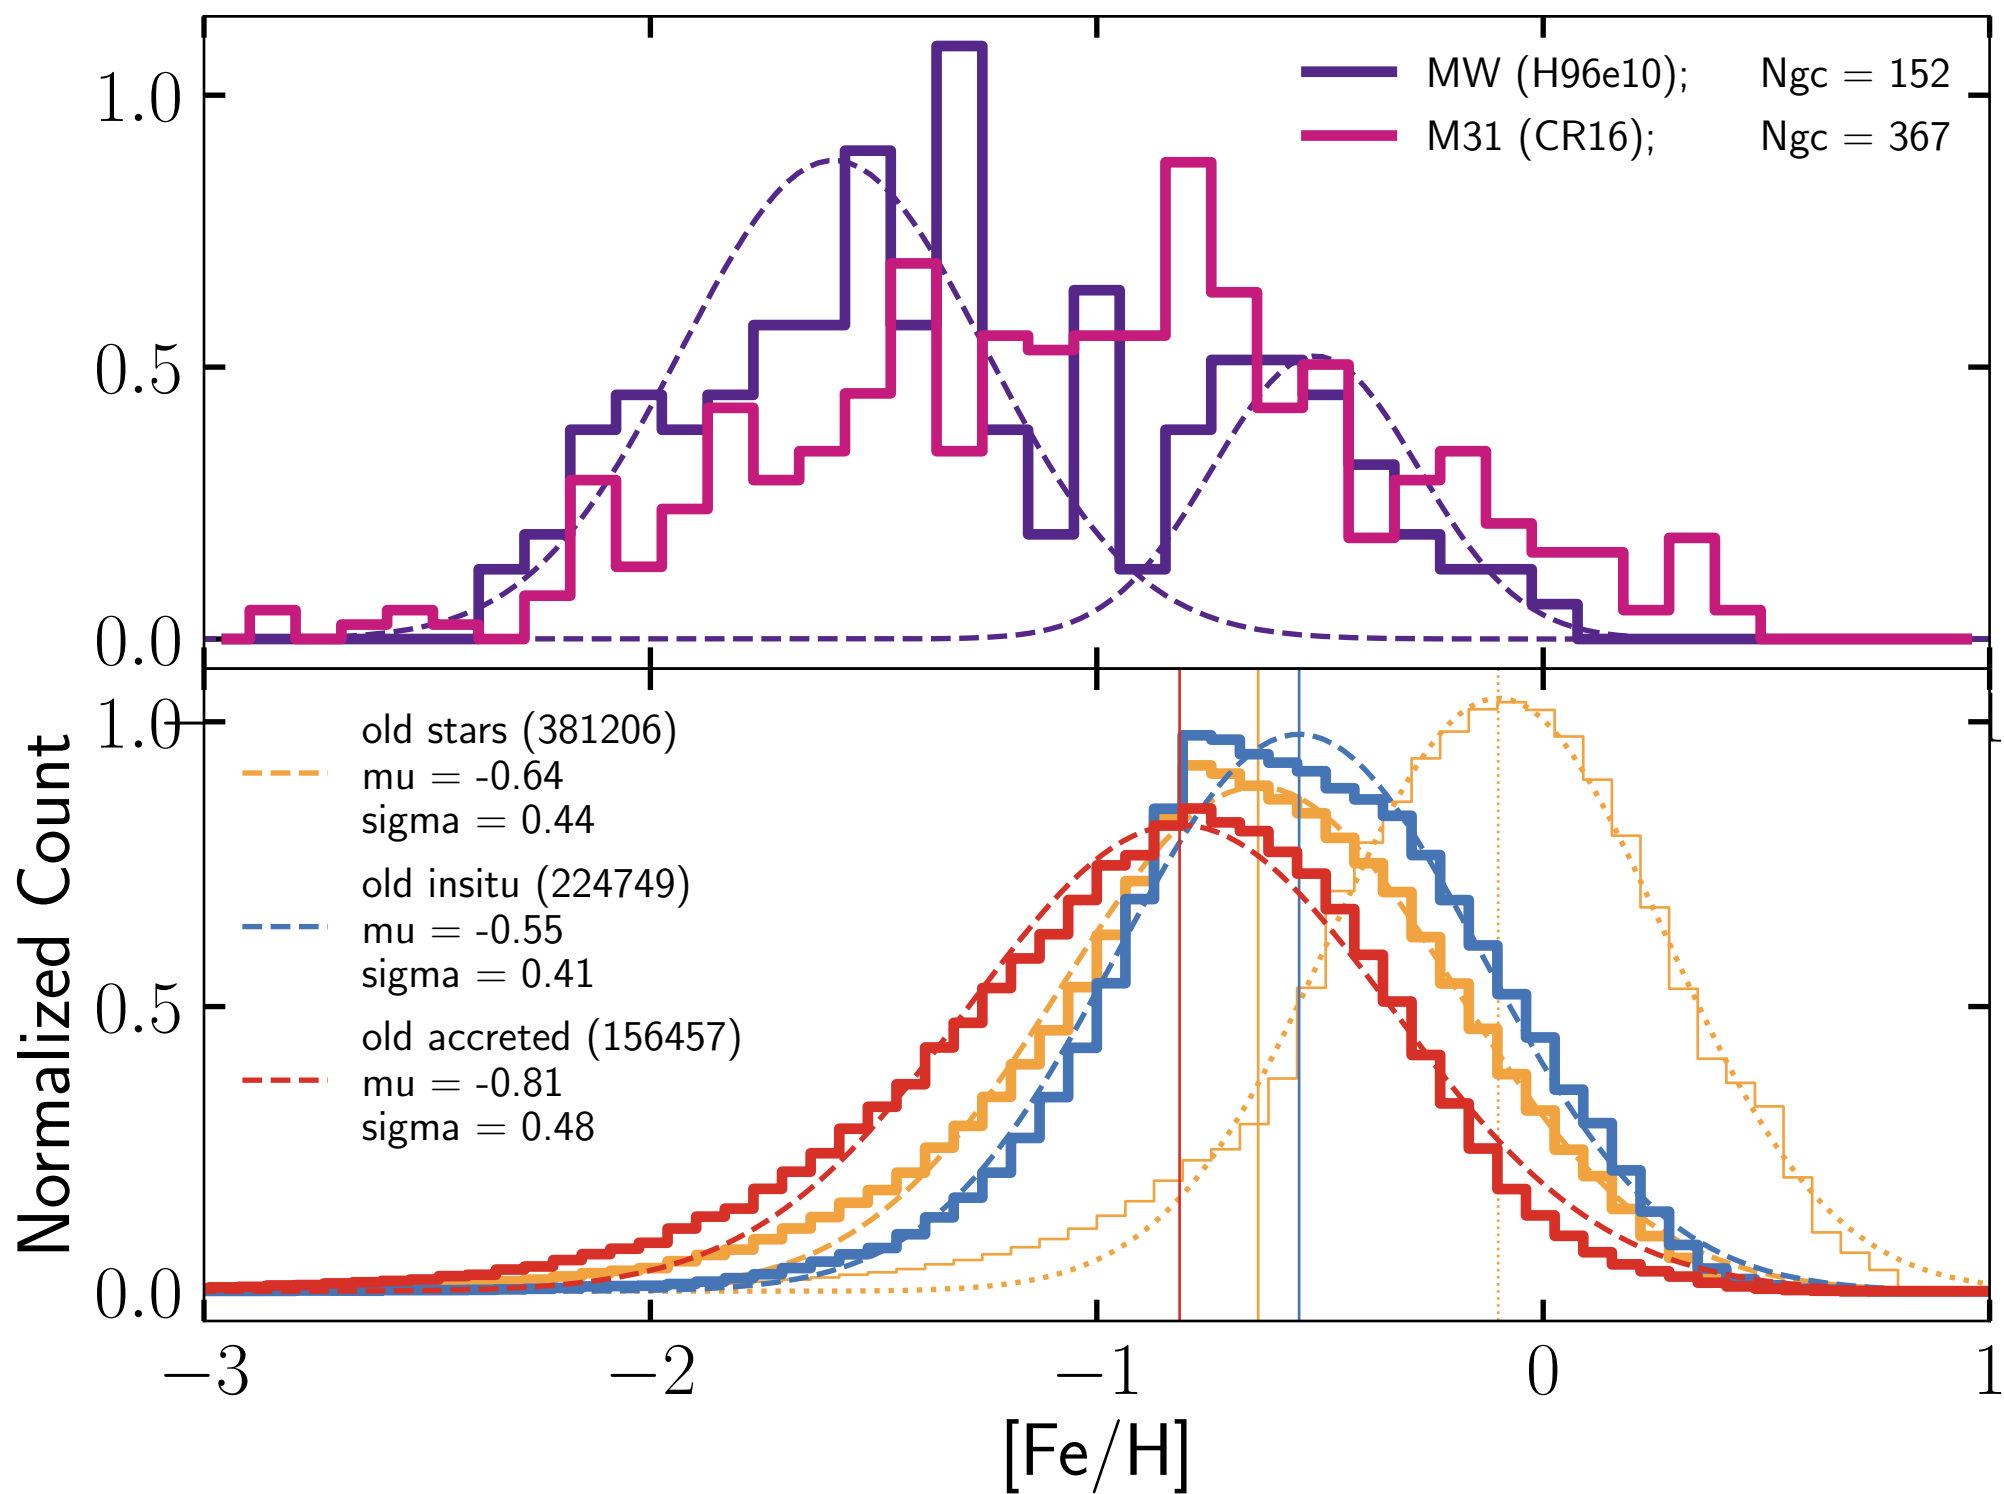 1.0
0.5
0.0
MW (H96e10); Ngc = 152
M31 (CR16); Ngc = 367
Normalized Count
1.0
0.5
0.0
old stars (381206)
mu = -0.64
sigma = 0.44
old insitu (224749)
mu = -0.55
sigma = 0.41
old accreted (156457)
mu = -0.81
sigma = 0.48
−3 −2 −1 0 1
[Fe/H]